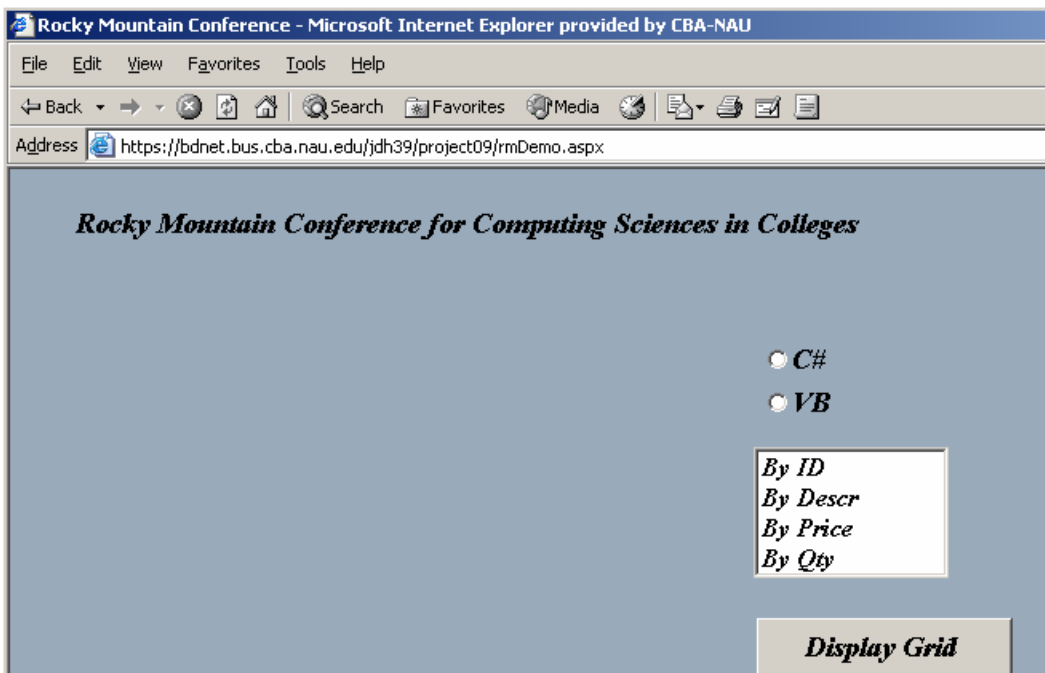 Rocky Mountain Conference - Microsoft Internet Explorer provided by CBA-NAU
File Edit View Favorites Tools Help
Back Search Favorites Media
Address https://bdnet.bus.cba.nau.edu/jdh39/project09/rmDemo.aspx
Rocky Mountain Conference for Computing Sciences in Colleges
C#
VB
By ID
By Descr
By Price
By Qty
Display Grid